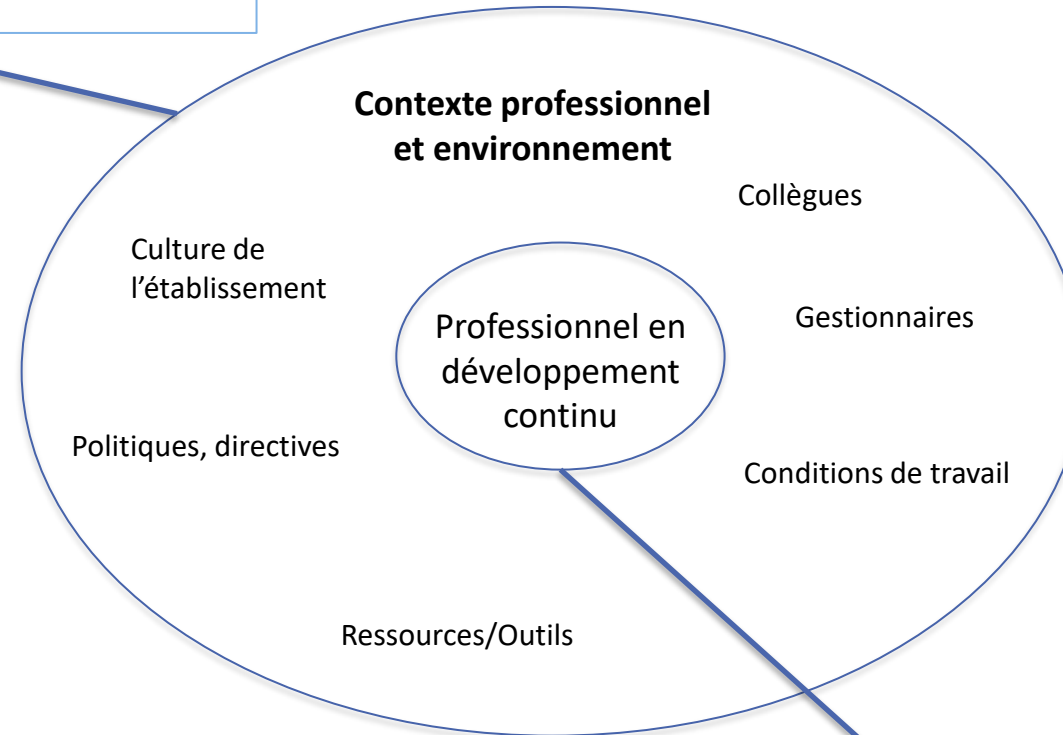 Contexte professionnel
et environnement
Collègues
Culture de
l’établissement
Gestionnaires
Professionnel en
développement
continu
Politiques, directives
Conditions de travail
Ressources/Outils